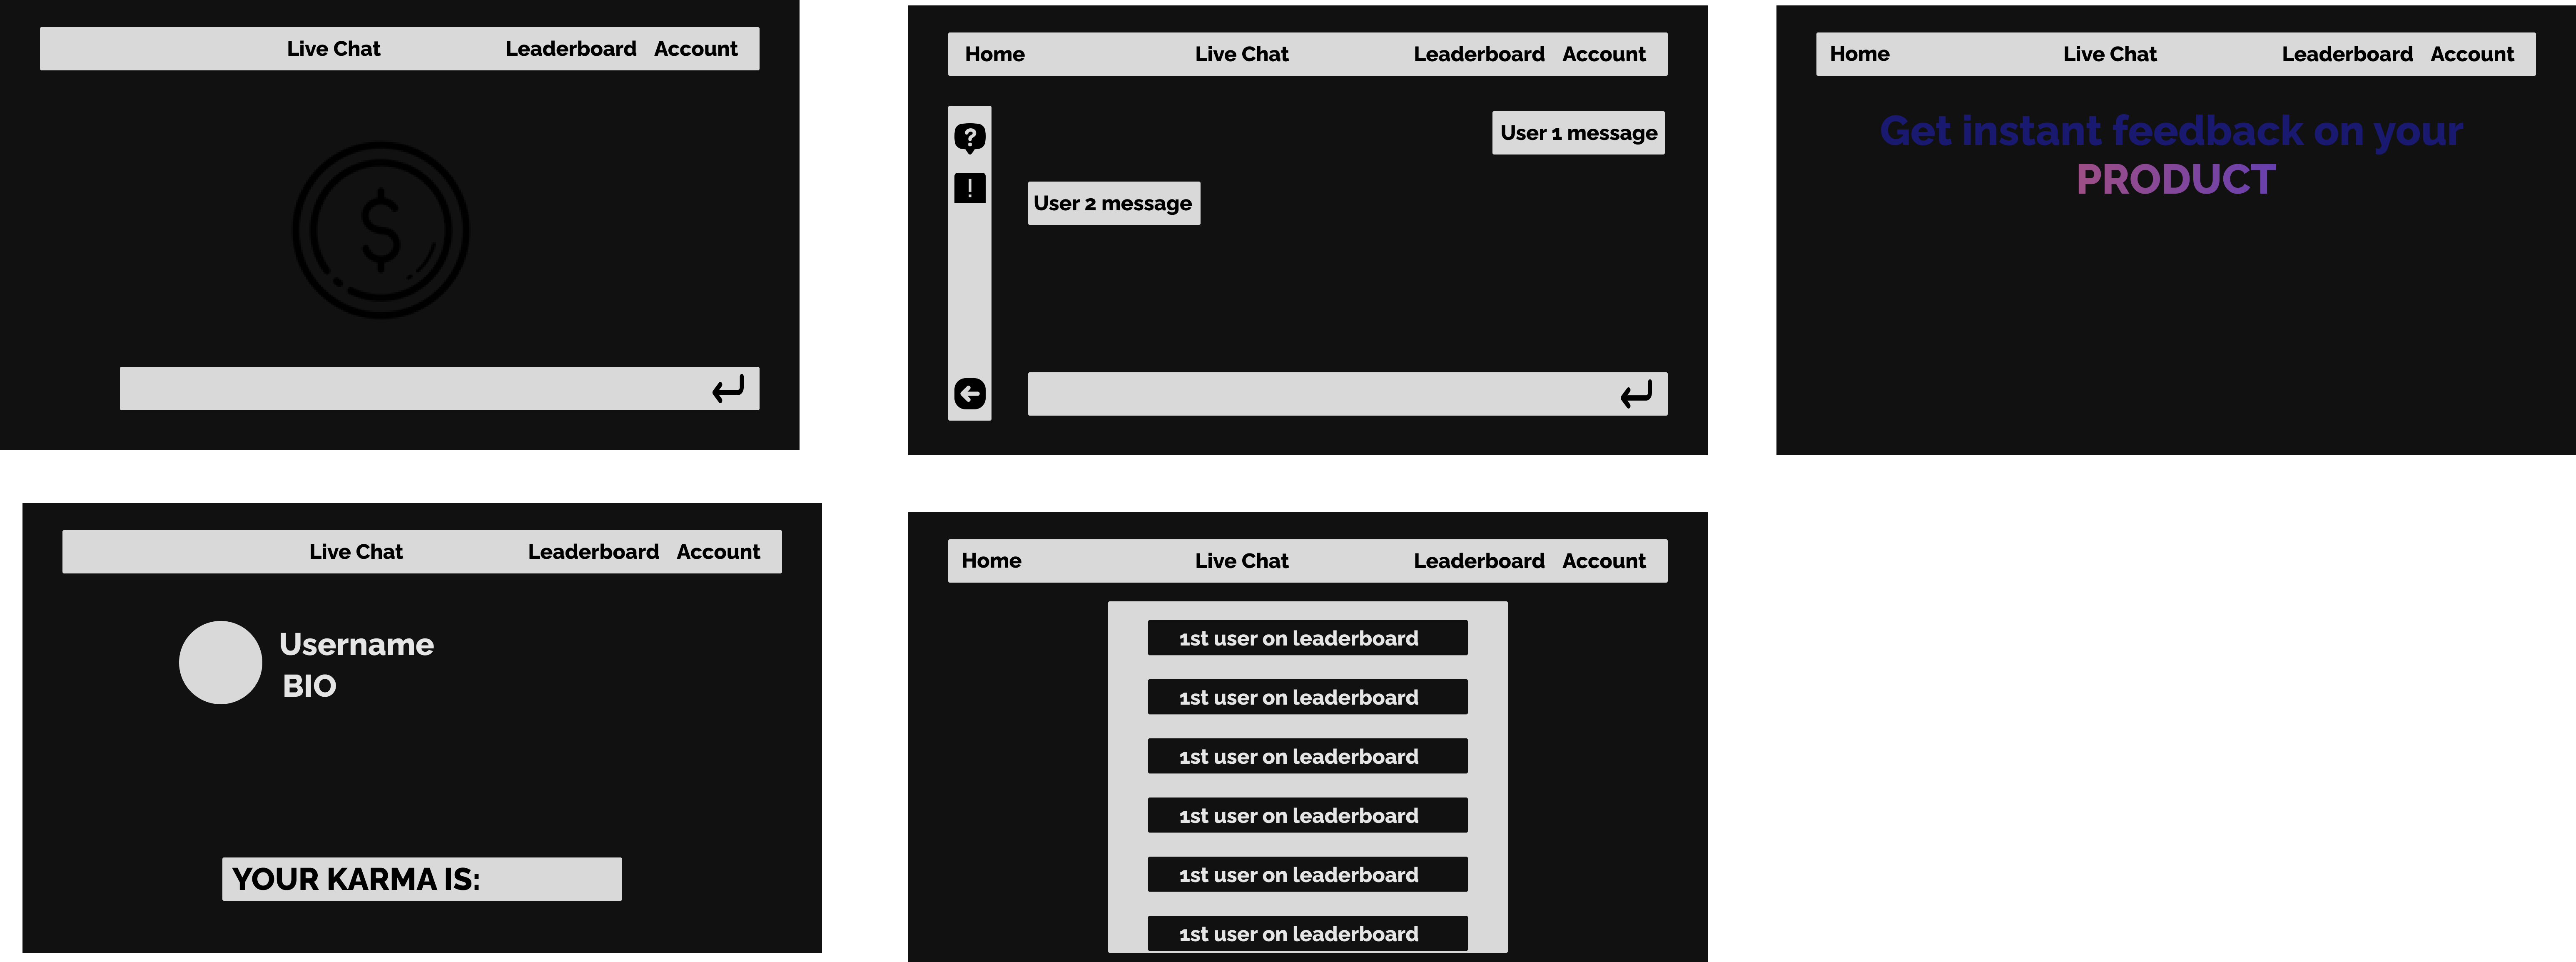 Live Chat Leaderboard Account
Home Live Chat Leaderboard Account
User 1 message
User 2 message
Home Live Chat Leaderboard Account
Get instant feedback on your
PRODUCT
Live Chat Leaderboard Account
Username
BIO
YOUR KARMA IS:
Home Live Chat Leaderboard Account
1st user on leaderboard
1st user on leaderboard
1st user on leaderboard
1st user on leaderboard
1st user on leaderboard
1st user on leaderboard